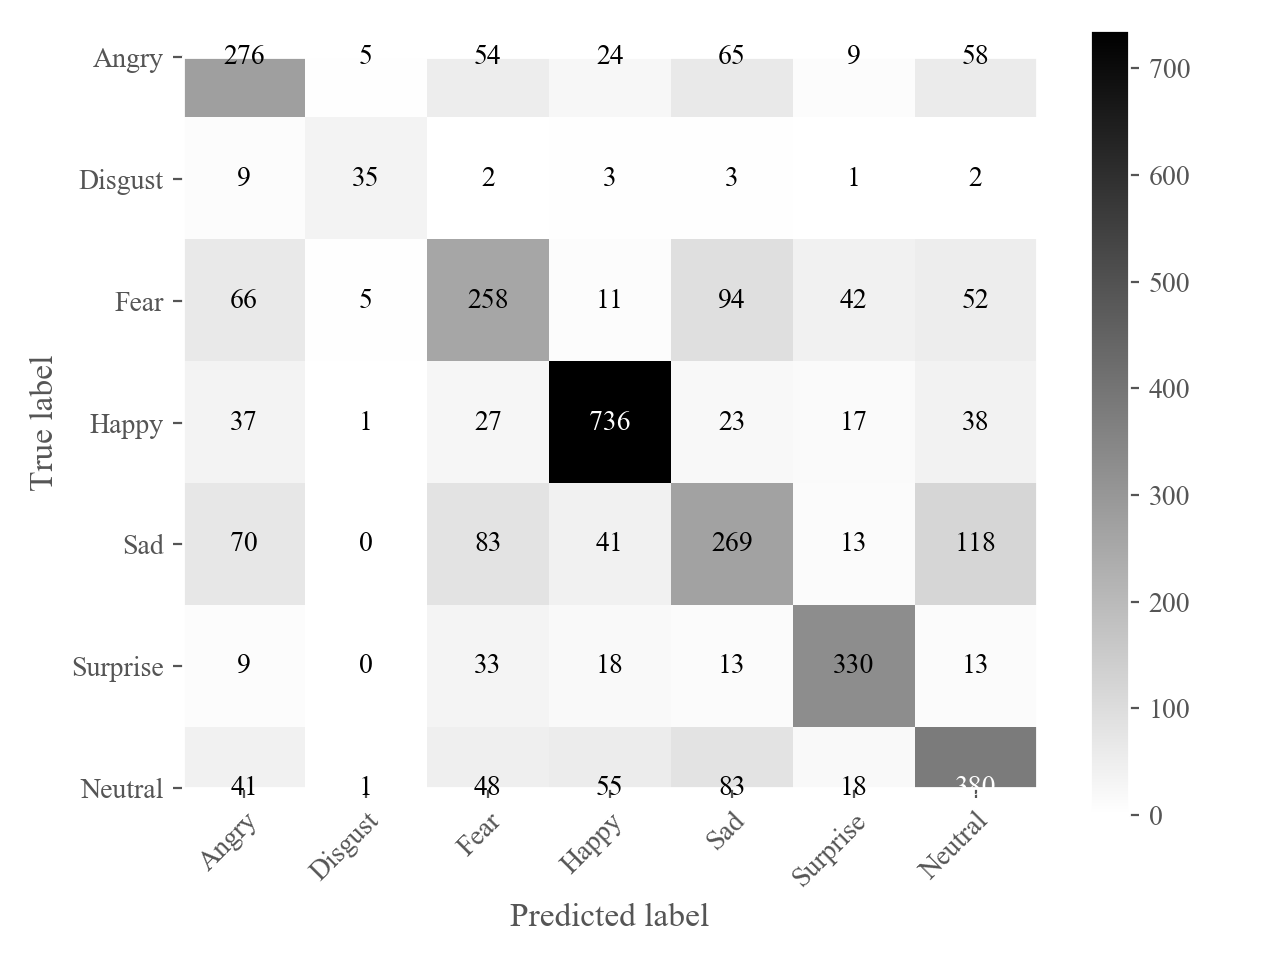 Angry 276 5 54 24 65 9 58
Disgust 9 35 2 3 3 1 2
Fear 66 5 258 11 94 42 52
Happy 37 1 27 736 23 17 38
Sad 70 0 83 41 269 13 118
Surprise 9 0 33 18 13 330 13
Neutral 41 1 48 55 83 18 380
Angry Disgust Fear Happy Sad Surprise Neutral
Predicted label
True label
700
600
500
400
300
200
100
0